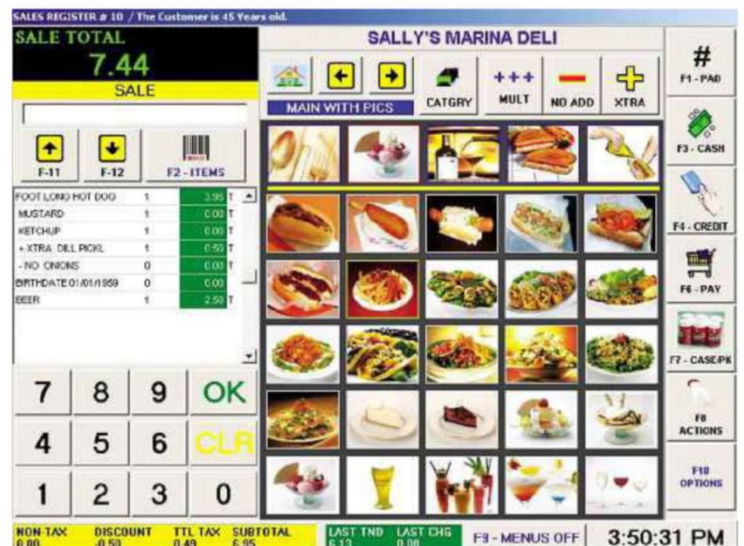 SALES REGISTER # 10 / The Customer is 45 Years old.
SALE TOTAL
7.44
SALE
F-11
F-12
F2 - ITEMS
FOOT LONG HOT DOG 1 3.95 T
MUSTARD 1 0.00 T
KETCHUP 1 0.00 T
+ XTRA DILL PICKL 1 0.50 T
- NO ONIONS 0 0.00 T
BIRTHDATE 01/01/1959 0 0.00
BEER 1 2.50 T
7 8 9 OK
4 5 6 CLR
1 2 3 0
SALLY'S MARINA DELI
MAIN WITH PICS
CATGRY
+++
MULT
NO ADD
XTRA
#
F1 - PAD
F3 - CASH
F4 - CREDIT
F6 - PAY
F7 - CASE/PK
F8
ACTIONS
F10
OPTIONS
NON-TAX DISCOUNT TTL TAX SUBTOTAL
0.00 -0.50 0.49 6.95
LAST TND LAST CHG
6.13 0.00
F9 - MENUS OFF
3:50:31 PM